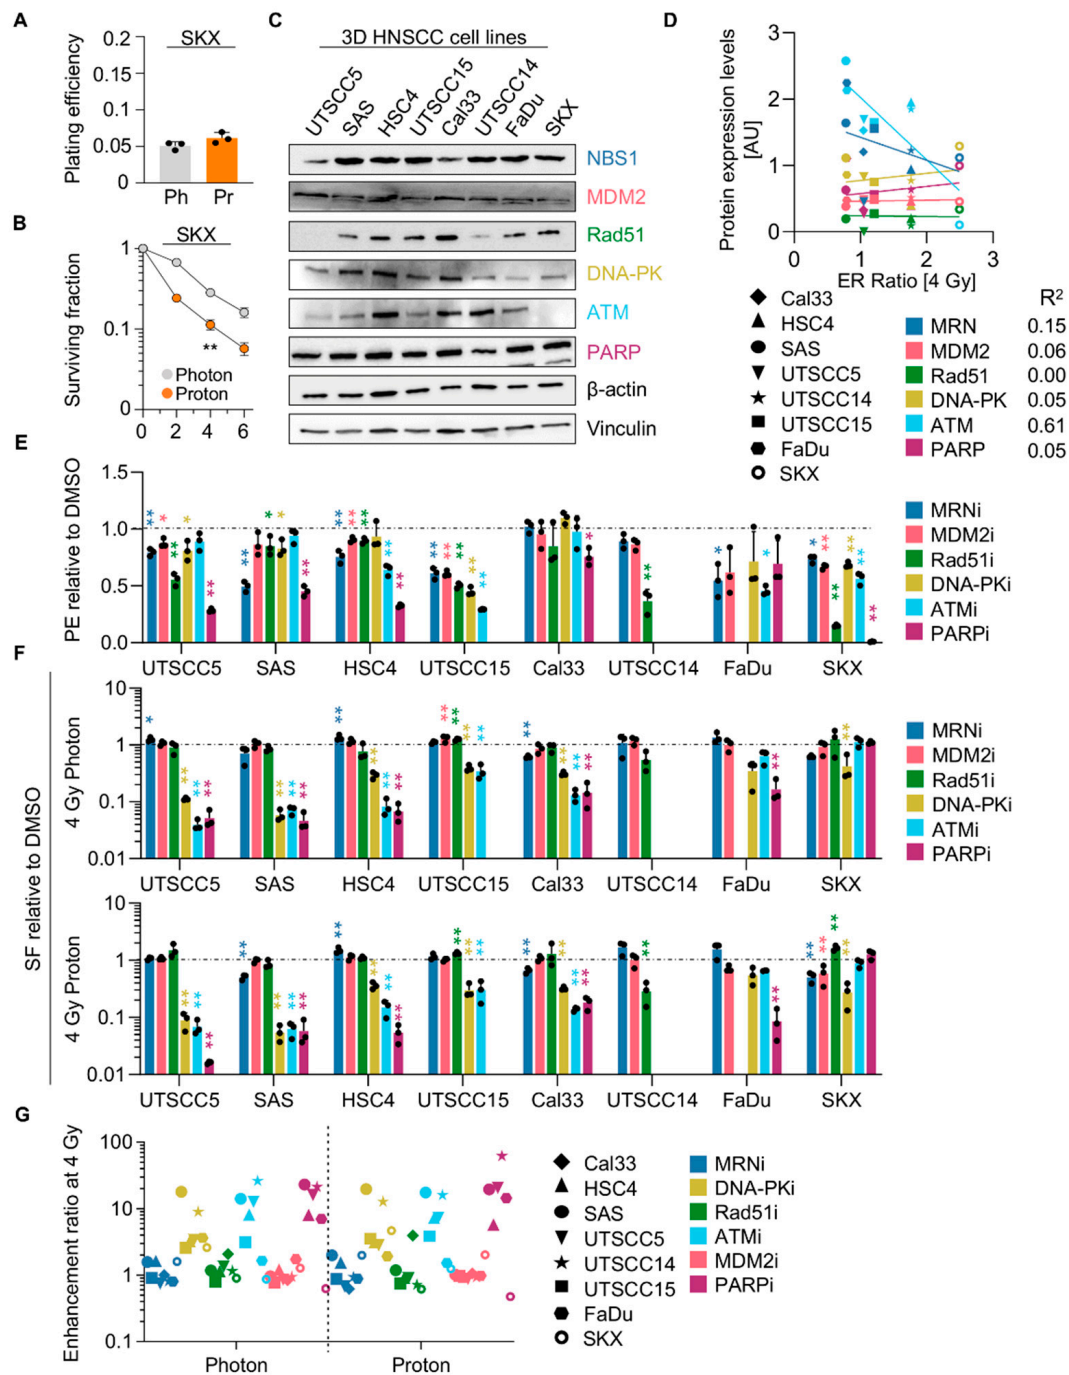 A
0.2
0.15
0.1
0.05
0
Plating efficiency
SKX
Ph
Pr
B
1
0.1
0
Surviving fraction
SKX
**
Photon
Proton
0
2
4
6
C
3D HNSCC cell lines
UTSCC5
SAS
HSC4
UTSCC15
Cal33
UTSCC14
FaDu
SKX
NBS1
MDM2
Rad51
DNA-PK
ATM
PARP
β-actin
Vinculin
D
3
2
1
0
Protein expression levels
[AU]
0
1
2
3
ER Ratio [4 Gy]
Cal33
HSC4
SAS
UTSCC5
UTSCC14
UTSCC15
FaDu
SKX
R²
MRN 0.15
MDM2 0.06
Rad51 0.00
DNA-PK 0.05
ATM 0.61
PARP 0.05
E
PE relative to DMSO
1.5
1.0
0.5
0.0
UTSCC5
SAS
HSC4
UTSCC15
Cal33
UTSCC14
FaDu
SKX
MRNi
MDM2i
Rad51i
DNA-PKi
ATMi
PARPi
F
SF relative to DMSO
4 Gy Photon
10
1
0.1
0.01
UTSCC5
SAS
HSC4
UTSCC15
Cal33
UTSCC14
FaDu
SKX
MRNi
MDM2i
Rad51i
DNA-PKi
ATMi
PARPi
4 Gy Proton
10
1
0.1
0.01
UTSCC5
SAS
HSC4
UTSCC15
Cal33
UTSCC14
FaDu
SKX
G
Enhancement ratio at 4 Gy
100
10
1
0.1
Photon
Proton
Cal33
HSC4
SAS
UTSCC5
UTSCC14
UTSCC15
FaDu
SKX
MRNi
DNA-PKi
Rad51i
ATMi
MDM2i
PARPi